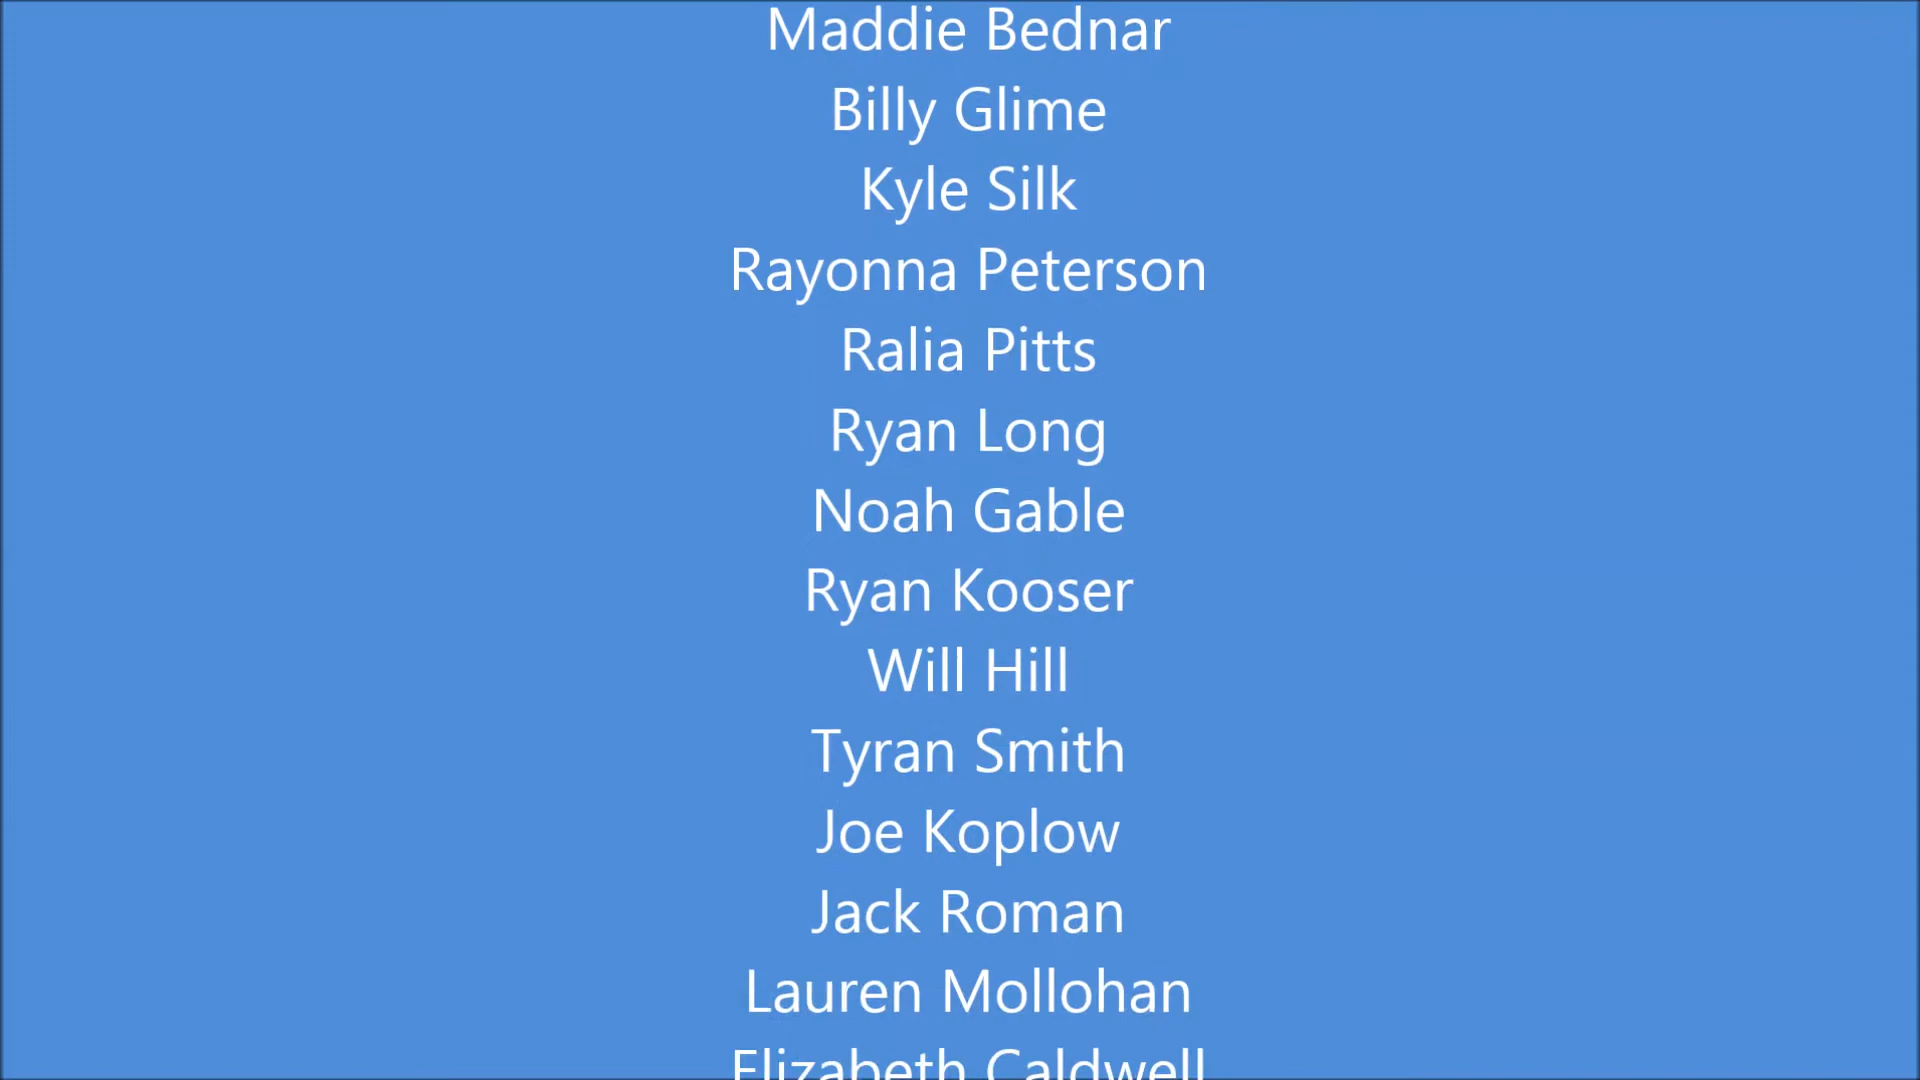 Maddie Bednar
Billy Glime
Kyle Silk
Rayonna Peterson
Ralia Pitts
Ryan Long
Noah Gable
Ryan Kooser
Will Hill
Tyran Smith
Joe Koplow
Jack Roman
Lauren Mollohan
Elizabeth Caldwell